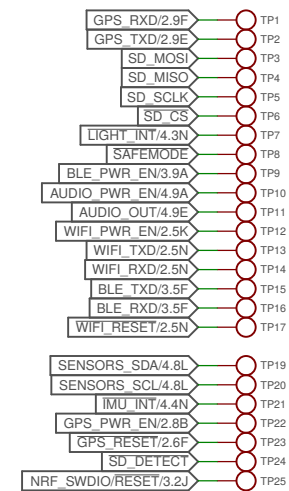 GPS_RXD/2.9F TP1
GPS_TXD/2.9E TP2
SD_MOSI TP3
SD_MISO TP4
SD_SCLK TP5
SD_CS TP6
LIGHT_INT/4.3N TP7
SAFEMODE TP8
BLE_PWR_EN/3.9A TP9
AUDIO_PWR_EN/4.9A TP10
AUDIO_OUT/4.9E TP11
WIFI_PWR_EN/2.5K TP12
WIFI_TXD/2.5N TP13
WIFI_RXD/2.5N TP14
BLE_TXD/3.5F TP15
BLE_RXD/3.5F TP16
WIFI_RESET/2.5N TP17
SENSORS_SDA/4.8L TP19
SENSORS_SCL/4.8L TP20
IMU_INT/4.4N TP21
GPS_PWR_EN/2.8B TP22
GPS_RESET/2.6F TP23
SD_DETECT TP24
NRF_SWDIO/RESET/3.2J TP25